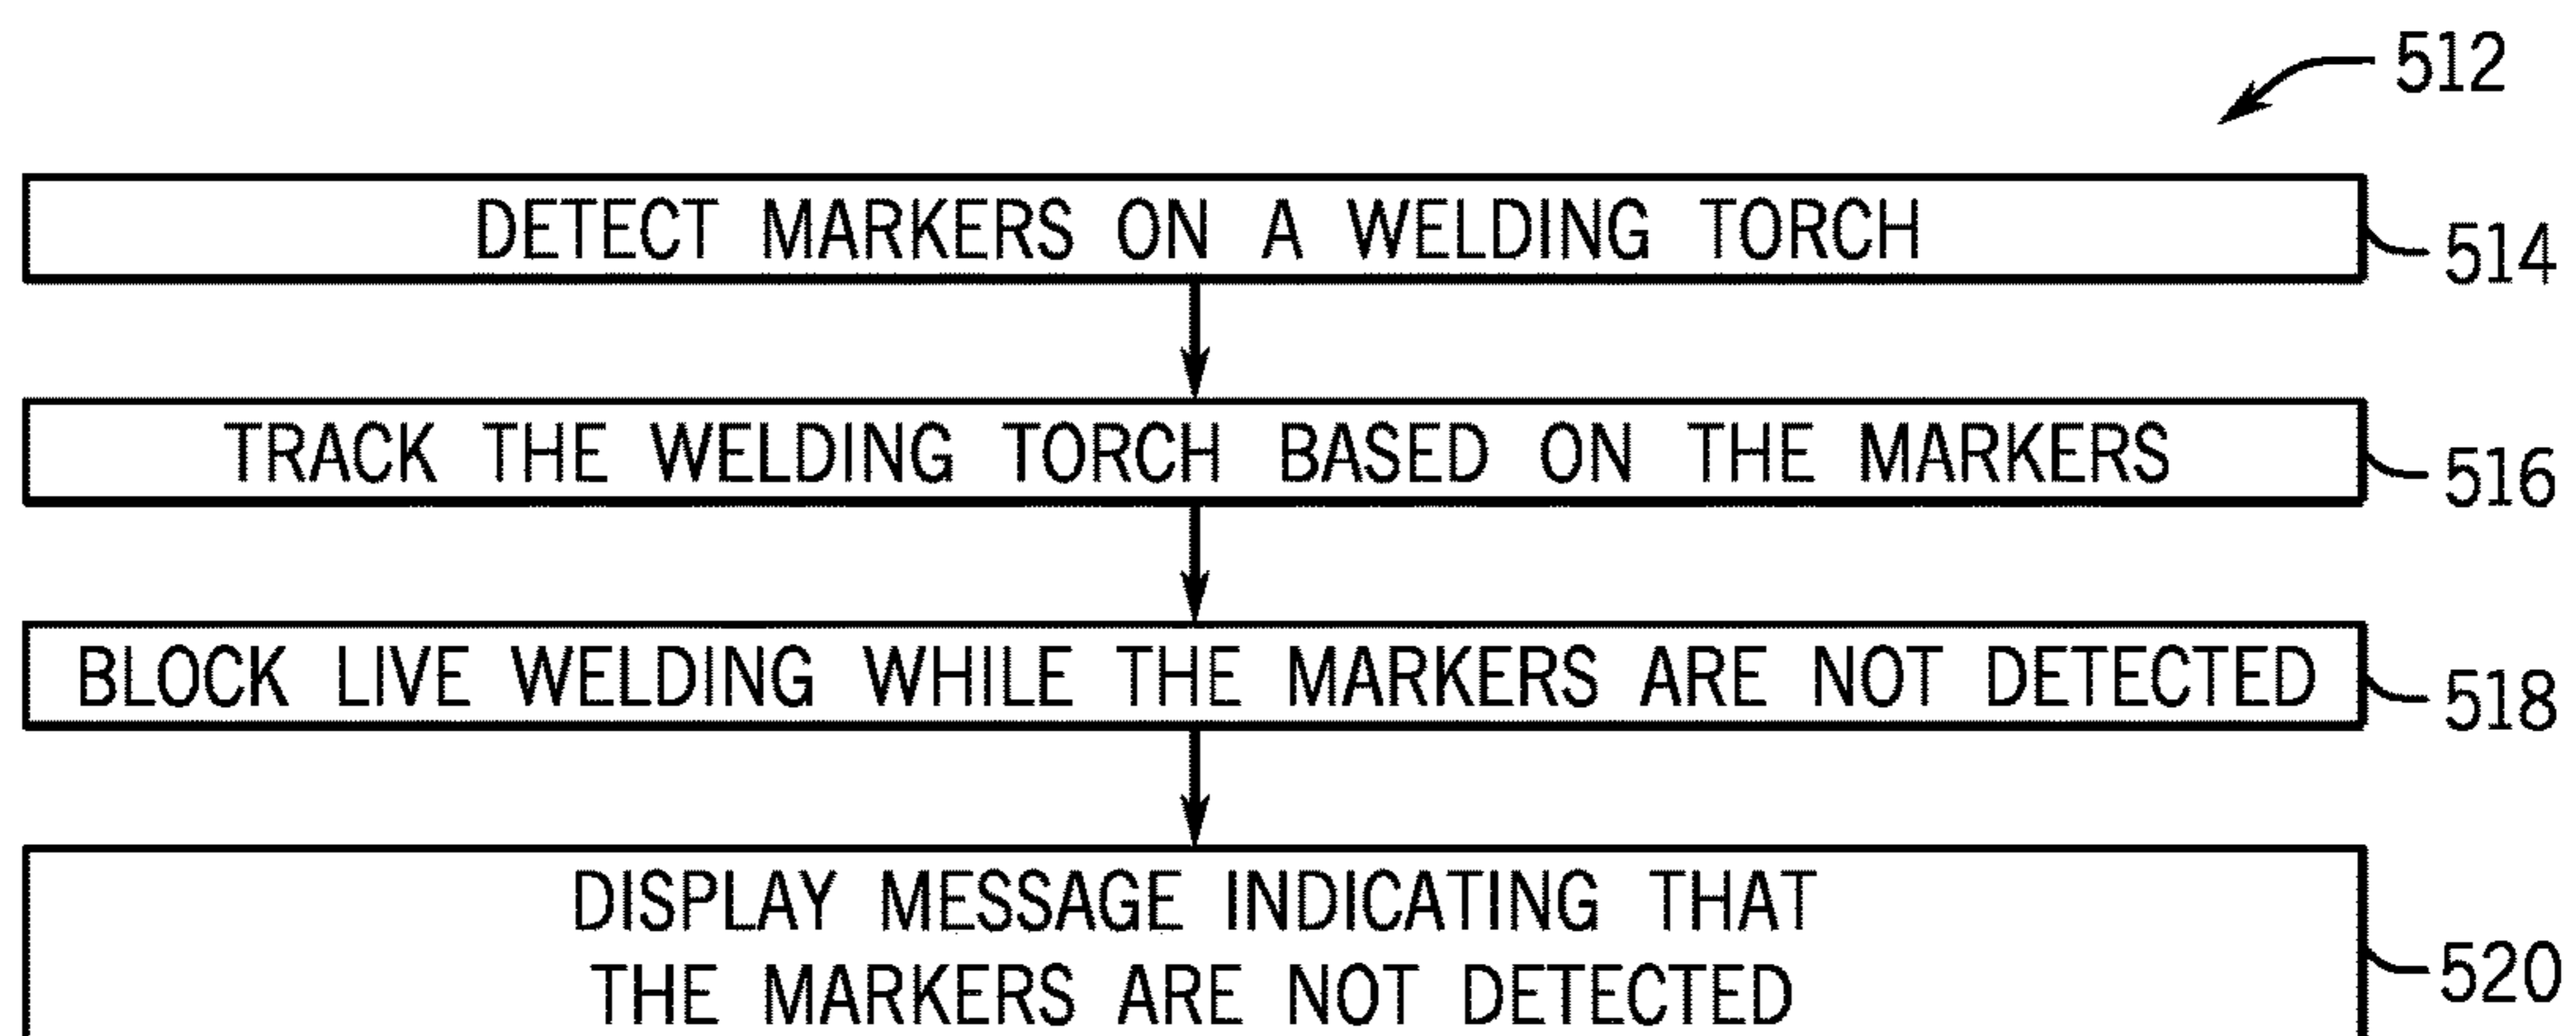 512
DETECT MARKERS ON A WELDING TORCH
514
TRACK THE WELDING TORCH BASED ON THE MARKERS
516
BLOCK LIVE WELDING WHILE THE MARKERS ARE NOT DETECTED
518
DISPLAY MESSAGE INDICATING THAT
THE MARKERS ARE NOT DETECTED
520